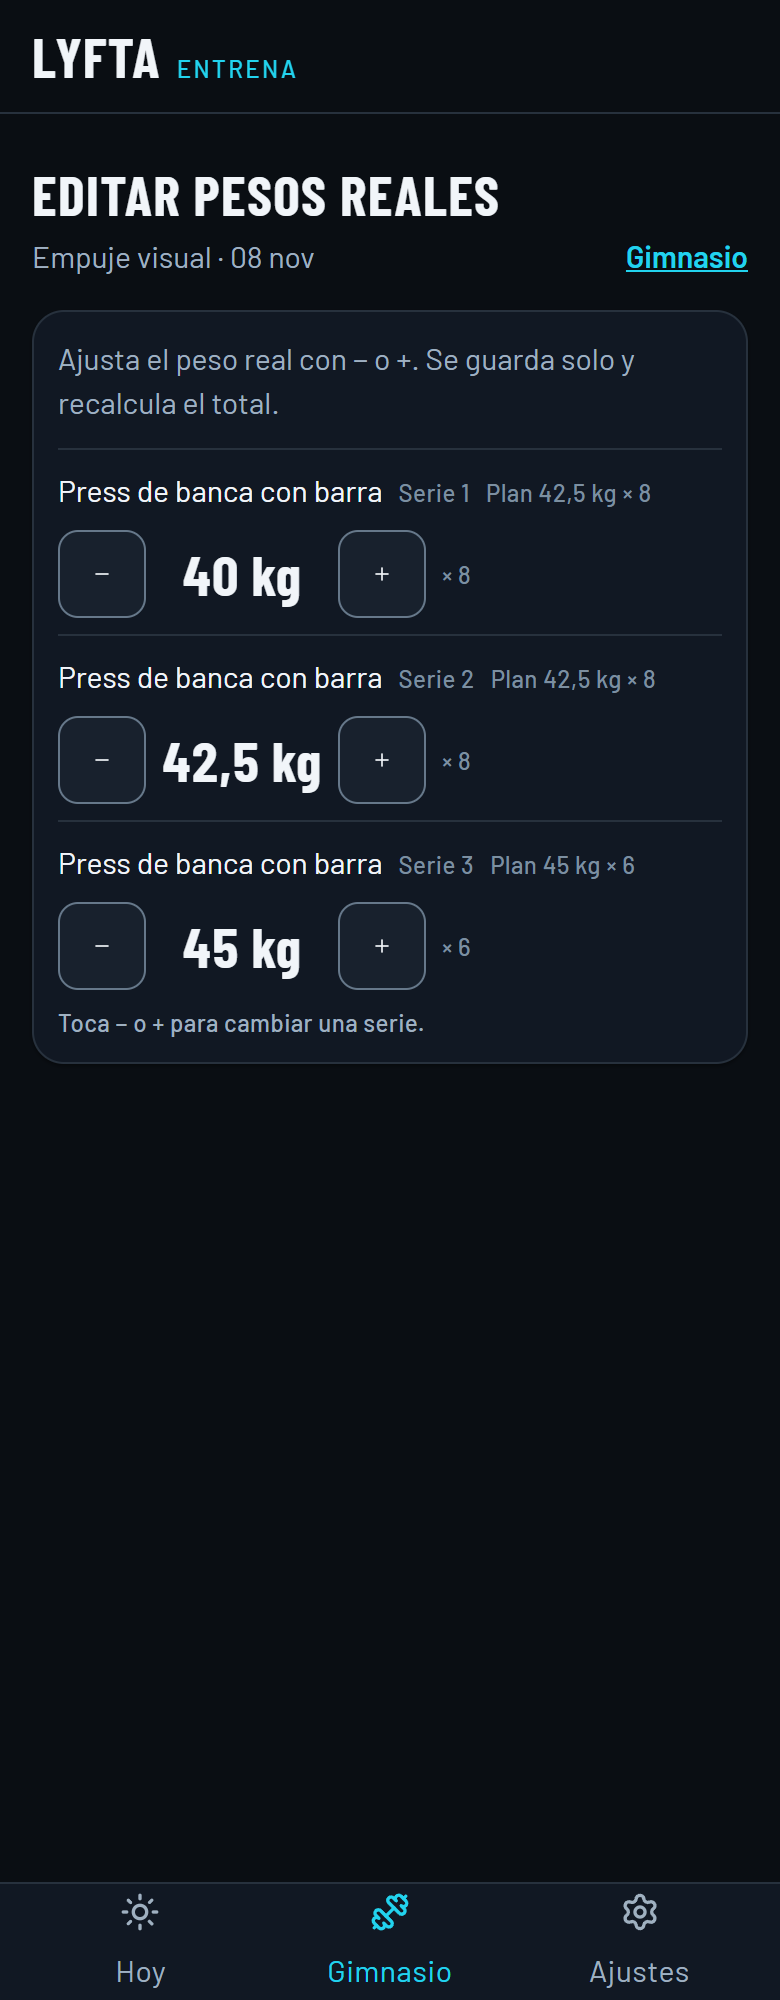 LYFTA ENTRENA
EDITAR PESOS REALES
Empuje visual · 08 nov Gimnasio
Ajusta el peso real con – o +. Se guarda solo y
recalcula el total.
Press de banca con barra Serie 1 Plan 42,5 kg × 8
– 40 kg + × 8
Press de banca con barra Serie 2 Plan 42,5 kg × 8
– 42,5 kg + × 8
Press de banca con barra Serie 3 Plan 45 kg × 6
– 45 kg + × 6
Toca – o + para cambiar una serie.
Hoy Gimnasio Ajustes